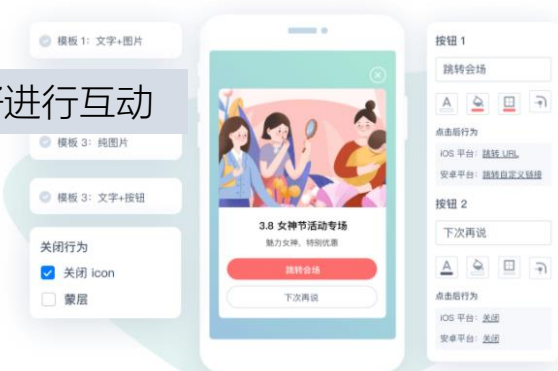 模板 1：文字+图片
进行互动
模板 3：纯图片
模板 3：文字+按钮
关闭行为
关闭 icon
蒙层
3.8 女神节活动专场
魅力女神、特别优惠
跳转会场
下次再说
按钮 1
跳转会场
A
点击后行为
iOS 平台：跳转 URL
安卓平台：跳转自定义链接
按钮 2
下次再说
A
点击后行为
iOS 平台：关闭
安卓平台：关闭